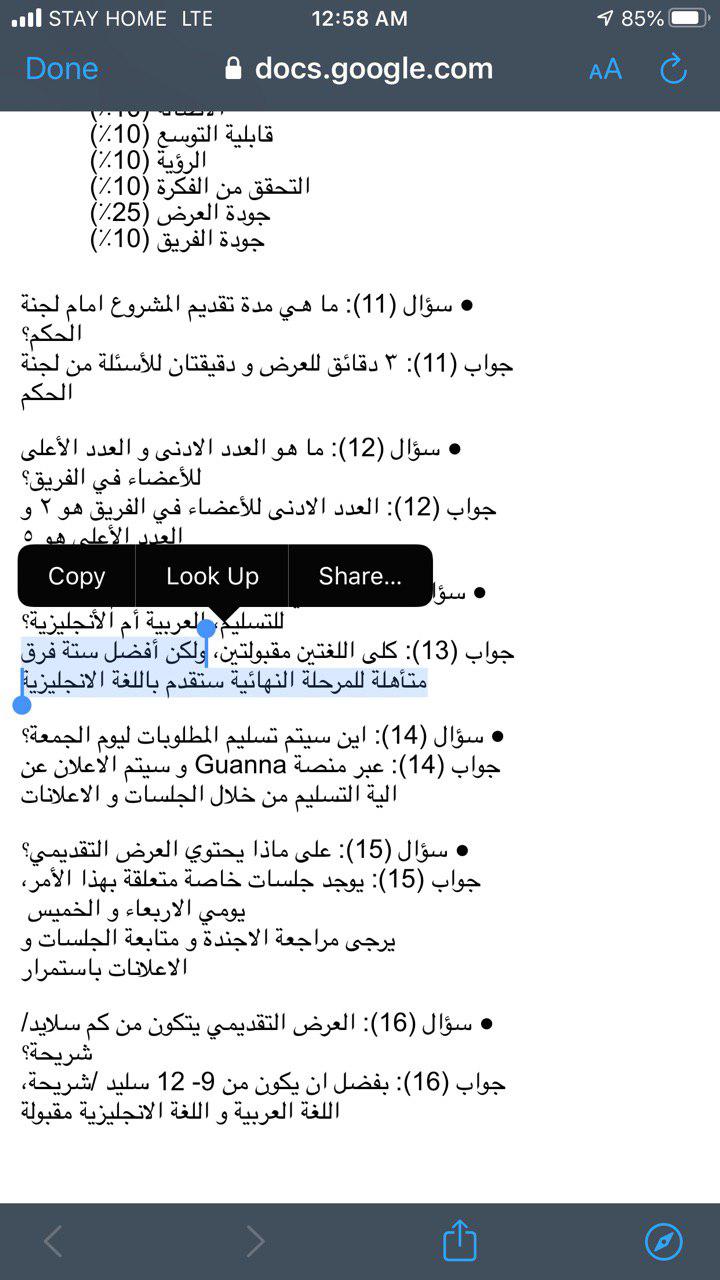 STAY HOME LTE 12:58 AM 85%
Done docs.google.com AA
قابلية التوسع (10٪)
الرؤية (10٪)
التحقق من الفكرة (10٪)
جودة العرض (25٪)
جودة الفريق (10٪)
● سؤال (11): ما هي مدة تقديم المشروع امام لجنة
الحكم؟
جواب (11): ٣ دقائق للعرض و دقيقتان للأسئلة من لجنة
الحكم
● سؤال (12): ما هو العدد الادنى و العدد الأعلى
للأعضاء في الفريق؟
جواب (12): العدد الادنى للأعضاء في الفريق هو ٢ و
العدد الأعلى هو ٥
Copy Look Up Share...
● سؤا
للتسليم، العربية أم الأنجليزية؟
جواب (13): كلى اللغتين مقبولتين، ولكن أفضل ستة فرق
متأهلة للمرحلة النهائية ستقدم باللغة الانجليزية
● سؤال (14): اين سيتم تسليم المطلوبات ليوم الجمعة؟
جواب (14): عبر منصة Guanna و سيتم الاعلان عن
الية التسليم من خلال الجلسات و الاعلانات
● سؤال (15): على ماذا يحتوي العرض التقديمي؟
جواب (15): يوجد جلسات خاصة متعلقة بهذا الأمر،
يومي الاربعاء و الخميس
يرجى مراجعة الاجندة و متابعة الجلسات و
الاعلانات باستمرار
● سؤال (16): العرض التقديمي يتكون من كم سلايد/
شريحة؟
جواب (16): بفضل ان يكون من 9- 12 سليد /شريحة،
اللغة العربية و اللغة الانجليزية مقبولة